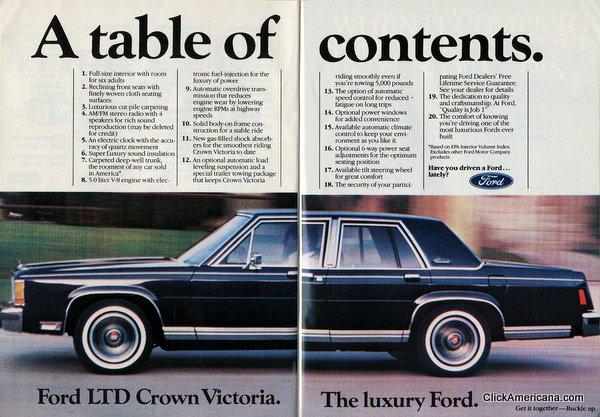 A table of contents.
1. Full-size interior with room
for six adults
2. Reclining front seats with
finely woven cloth seating
surfaces
3. Luxurious cut-pile carpeting
4. AM/FM stereo radio with 4
speakers for rich sound
reproduction (may be deleted
for credit)
5. An electric clock with the accu-
racy of quartz movement
6. Super luxury sound insulation
7. Carpeted deep-well trunk,
the roomiest of any car sold
in America*
8. 5.0 liter V-8 engine with elec-
tronic fuel-injection for the
luxury of power
9. Automatic overdrive trans-
mission that reduces
engine wear by lowering
engine RPMs at highway
speeds
10. Solid body-on-frame con-
struction for a stable ride
11. New gas-filled shock absorb-
ers for the smoothest riding
Crown Victoria to date
12. An optional automatic load
leveling suspension and a
special trailer towing package
that keeps Crown Victoria
riding smoothly even if
you're towing 5,000 pounds
13. The option of automatic
speed control for reduced
fatigue on long trips
14. Optional power windows
for added convenience
15. Available automatic climate
control to keep your envi-
ronment as you like it
16. Optional 6-way power seat
adjustments for the optimum
seating position
17. Available tilt steering wheel
for great comfort
18. The security of your partici-
pating Ford Dealers' Free
Lifetime Service Guarantee.
See your dealer for details
19. The dedication to quality
and craftsmanship. At Ford,
"Quality is Job 1"
20. The comfort of knowing
you're driving one of the
most luxurious Fords ever
built
*Based on EPA Interior Volume Index.
Excludes other Ford Motor Company
products.
Have you driven a Ford...
lately?
Ford
Ford LTD Crown Victoria.
The luxury Ford.
ClickAmericana.com
Get it together—Buckle up.